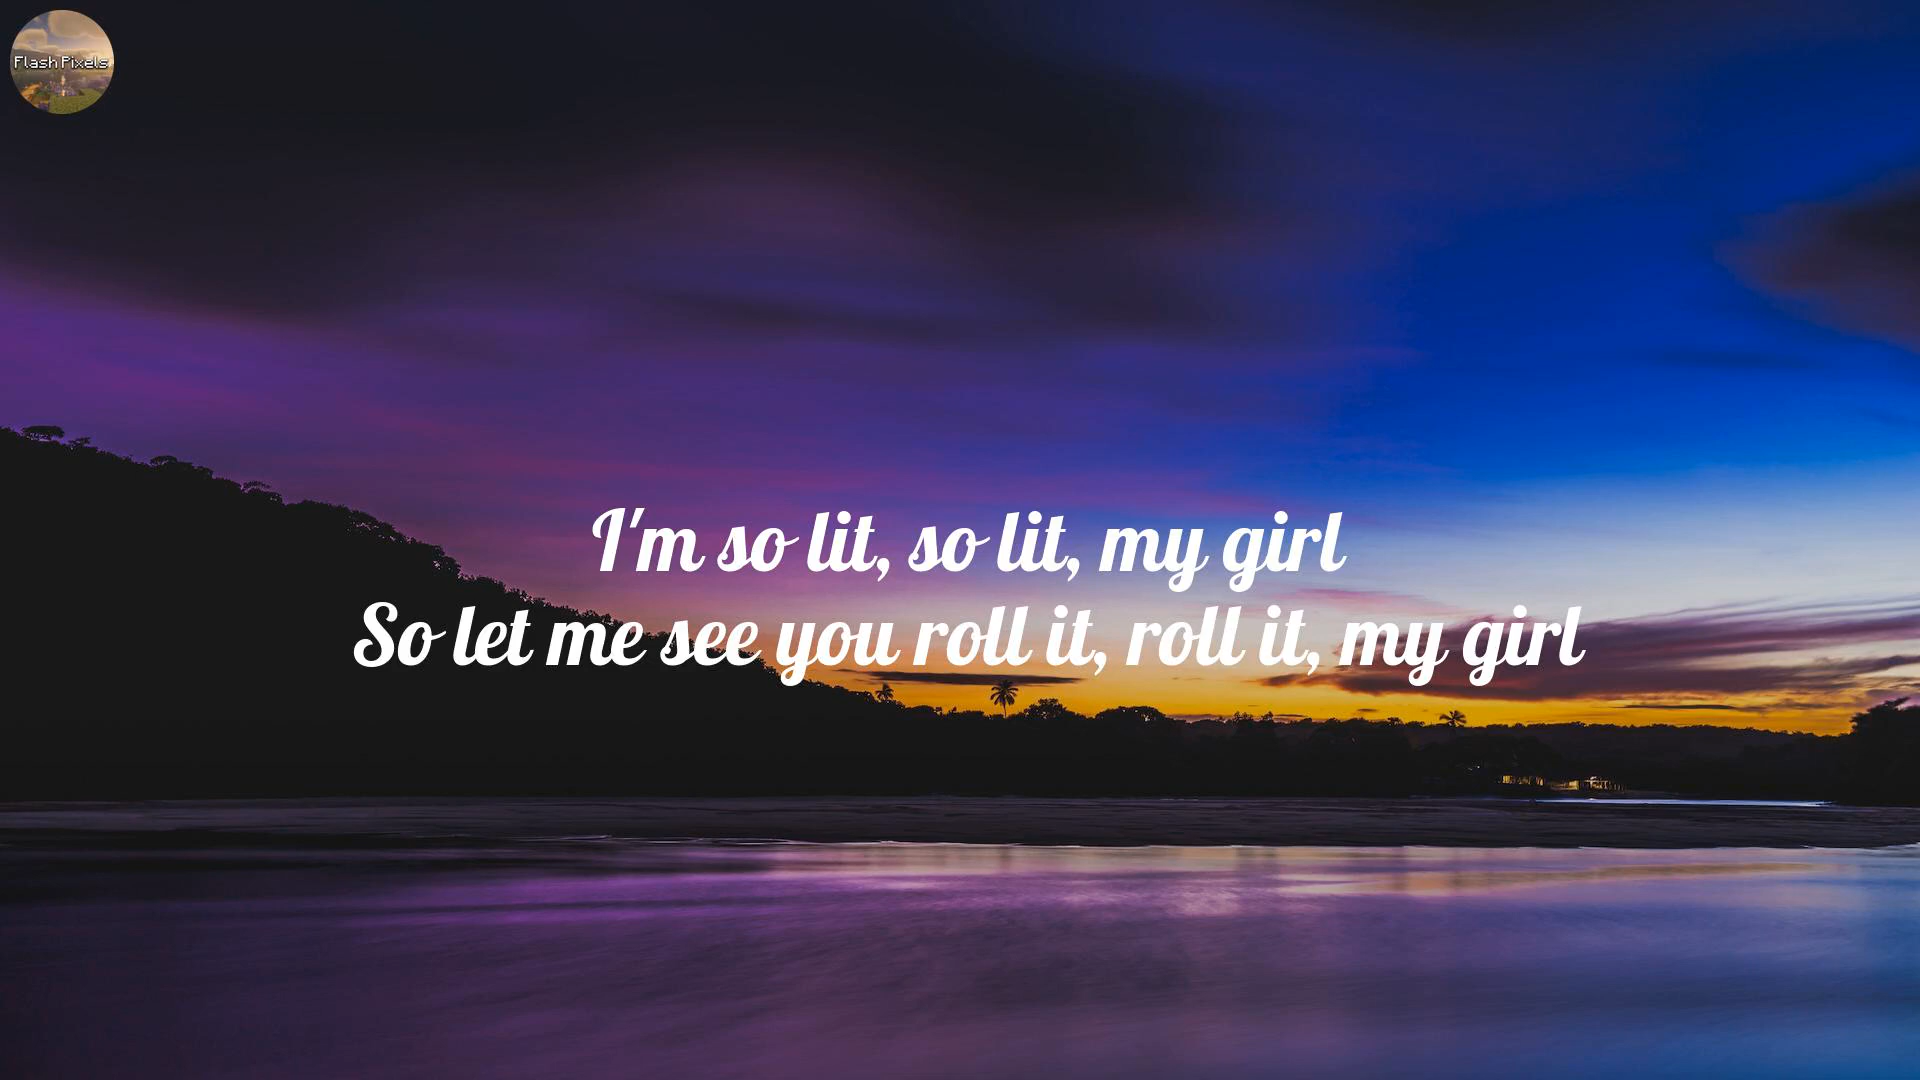 Flash Pixels
I'm so lit, so lit, my girl
So let me see you roll it, roll it, my girl